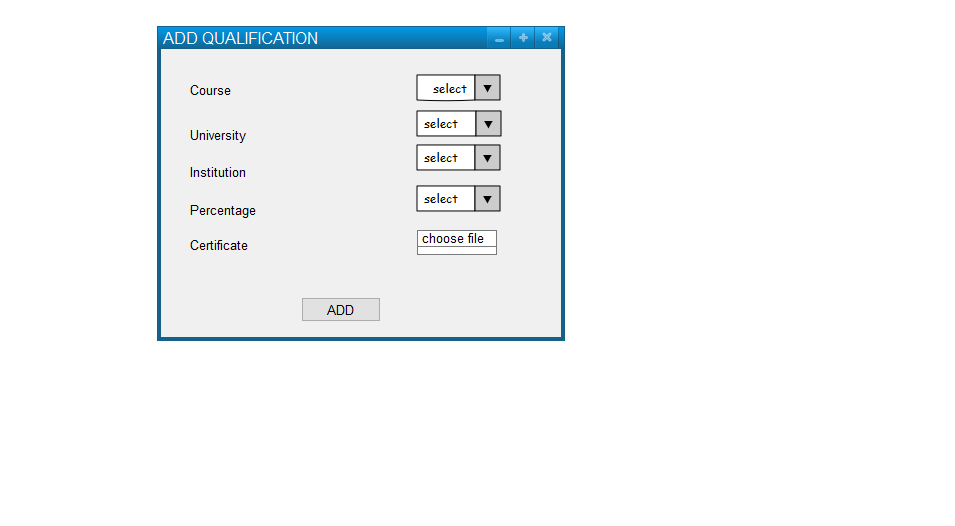 ADD QUALIFICATION
Course select
University select
Institution select
Percentage select
Certificate choose file
ADD